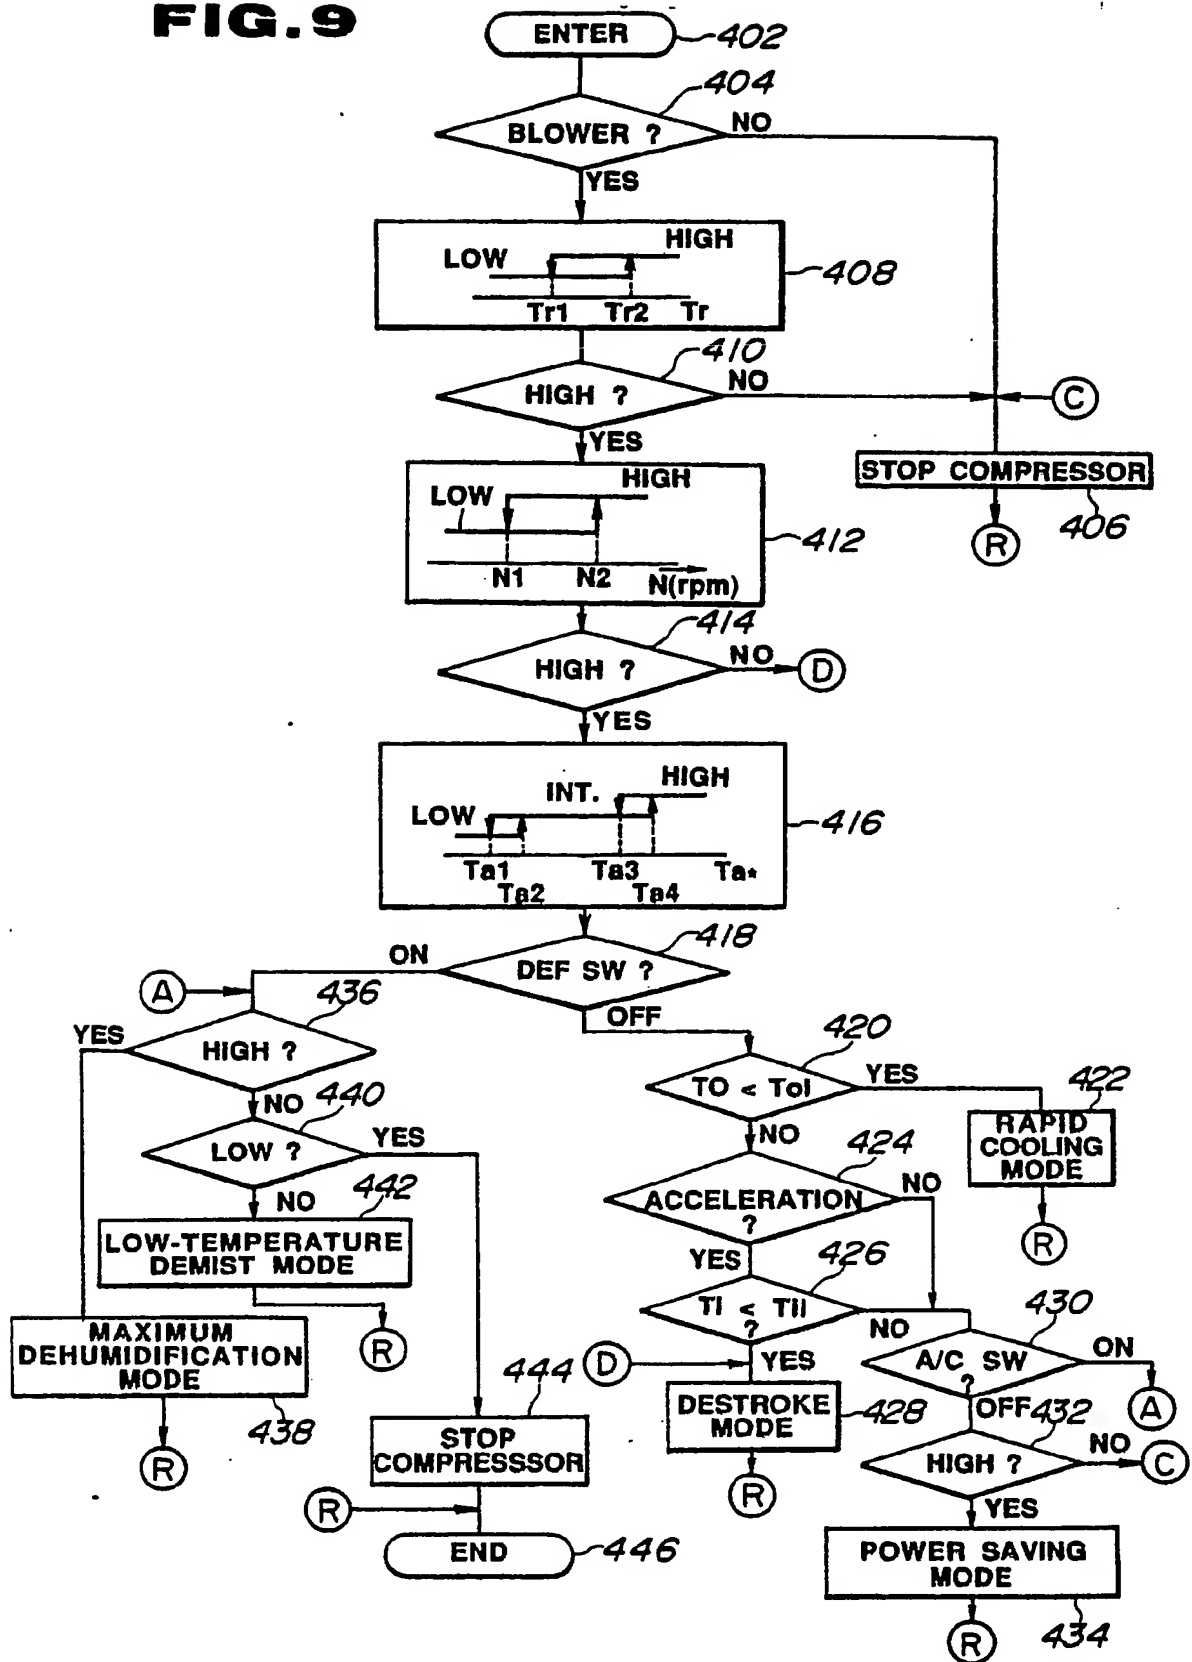 FIG.9
ENTER
402
404
BLOWER ?
NO
YES
LOW
HIGH
Tr1
Tr2
Tr
408
410
HIGH ?
NO
YES
C
STOP COMPRESSOR
406
R
LOW
HIGH
N1
N2
N(rpm)
412
414
HIGH ?
NO
D
YES
LOW
INT.
HIGH
Ta1
Ta2
Ta3
Ta4
Ta*
416
418
DEF SW ?
ON
OFF
A
436
YES
HIGH ?
NO
440
LOW ?
YES
NO
442
LOW-TEMPERATURE
DEMIST MODE
R
MAXIMUM
DEHUMIDIFICATION
MODE
438
R
444
STOP
COMPRESSSOR
R
END
446
420
TO < Tol
YES
422
RAPID
COOLING
MODE
R
NO
424
ACCELERATION
?
NO
YES
426
TI < TIl
?
NO
YES
D
DESTROKE
MODE
428
R
430
A/C SW
?
ON
A
OFF
432
HIGH ?
NO
C
YES
POWER SAVING
MODE
434
R